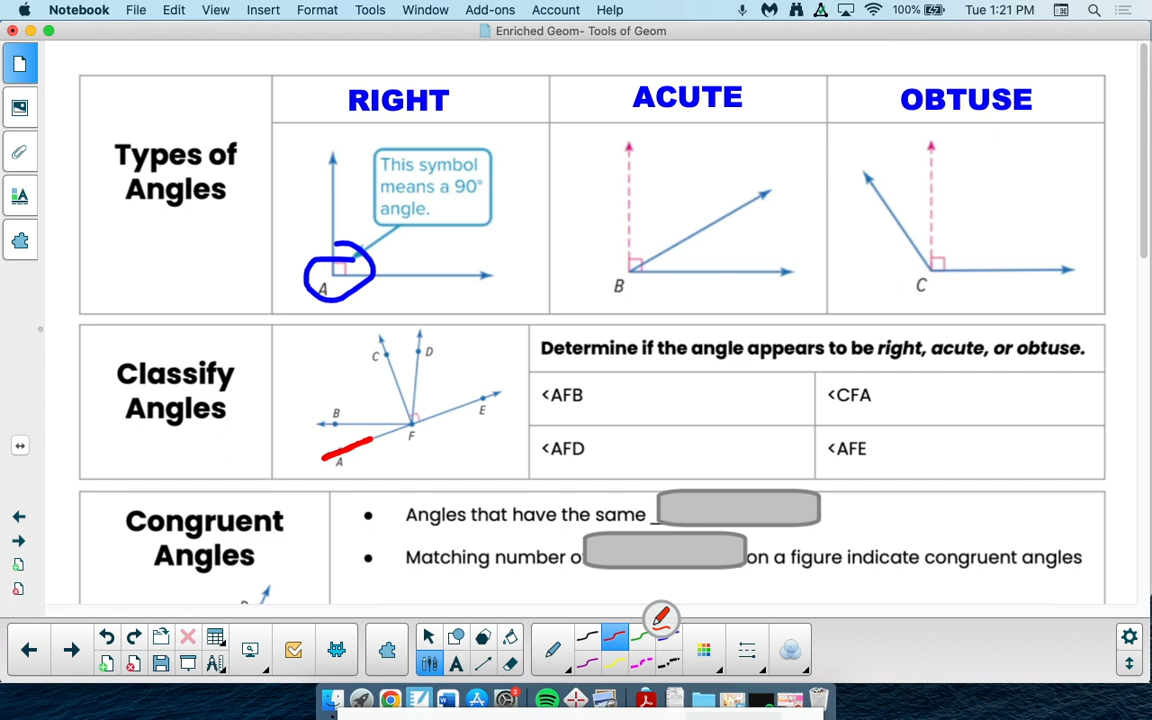 Notebook File Edit View Insert Format Tools Window Add-ons Account Help 100% Tue 1:21 PM
Enriched Geom- Tools of Geom
Types of
Angles
RIGHT
ACUTE
OBTUSE
This symbol
means a 90°
angle.
A
B
C
Classify
Angles
C
D
B
E
F
A
Determine if the angle appears to be right, acute, or obtuse.
<AFB
<CFA
<AFD
<AFE
Congruent
Angles
• Angles that have the same _
• Matching number o on a figure indicate congruent angles
A
2